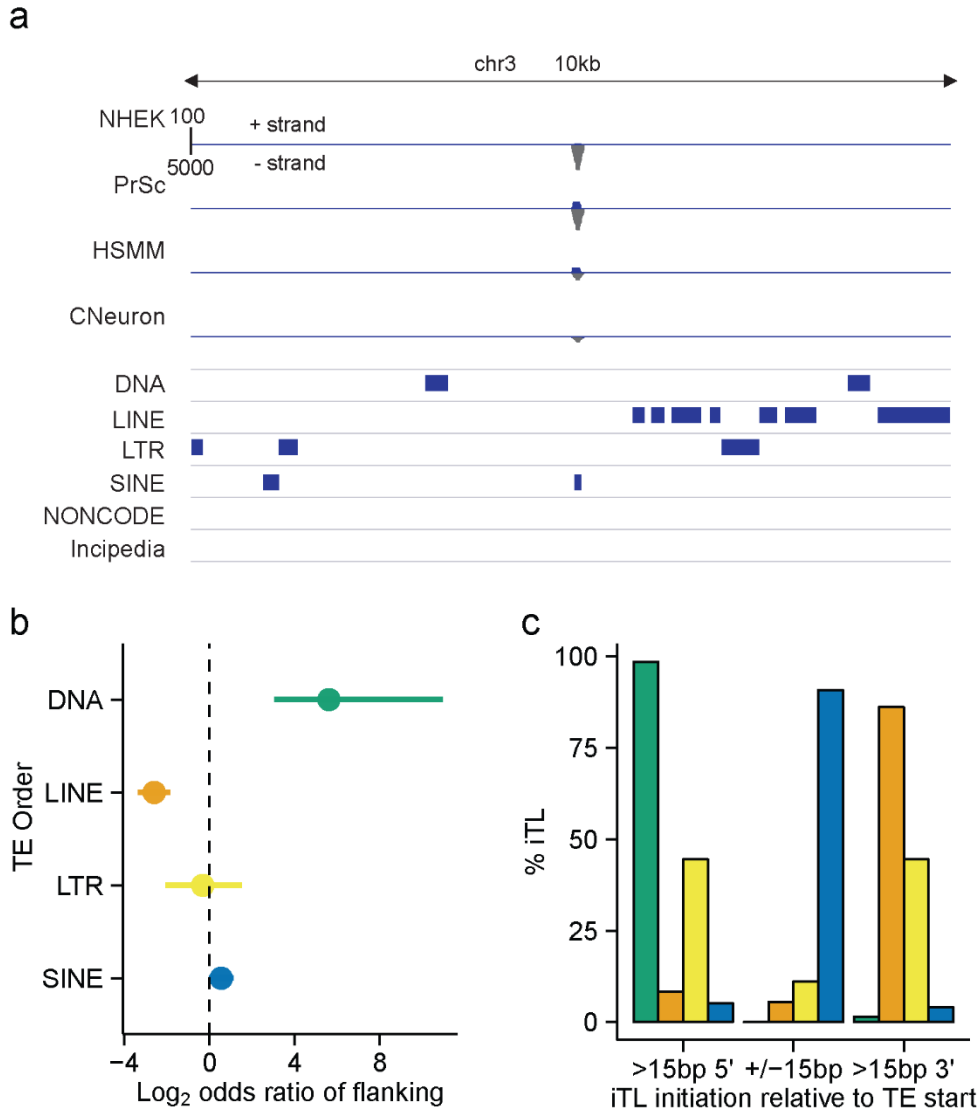 a
chr3 10kb
NHEK 100 + strand
5000 - strand
PrSc
HSMM
CNeuron
DNA
LINE
LTR
SINE
NONCODE
Incipedia
b
TE Order
DNA
LINE
LTR
SINE
−4 0 4 8
Log2 odds ratio of flanking
c
% iTL
100
75
50
25
0
>15bp 5' +/−15bp >15bp 3'
iTL initiation relative to TE start